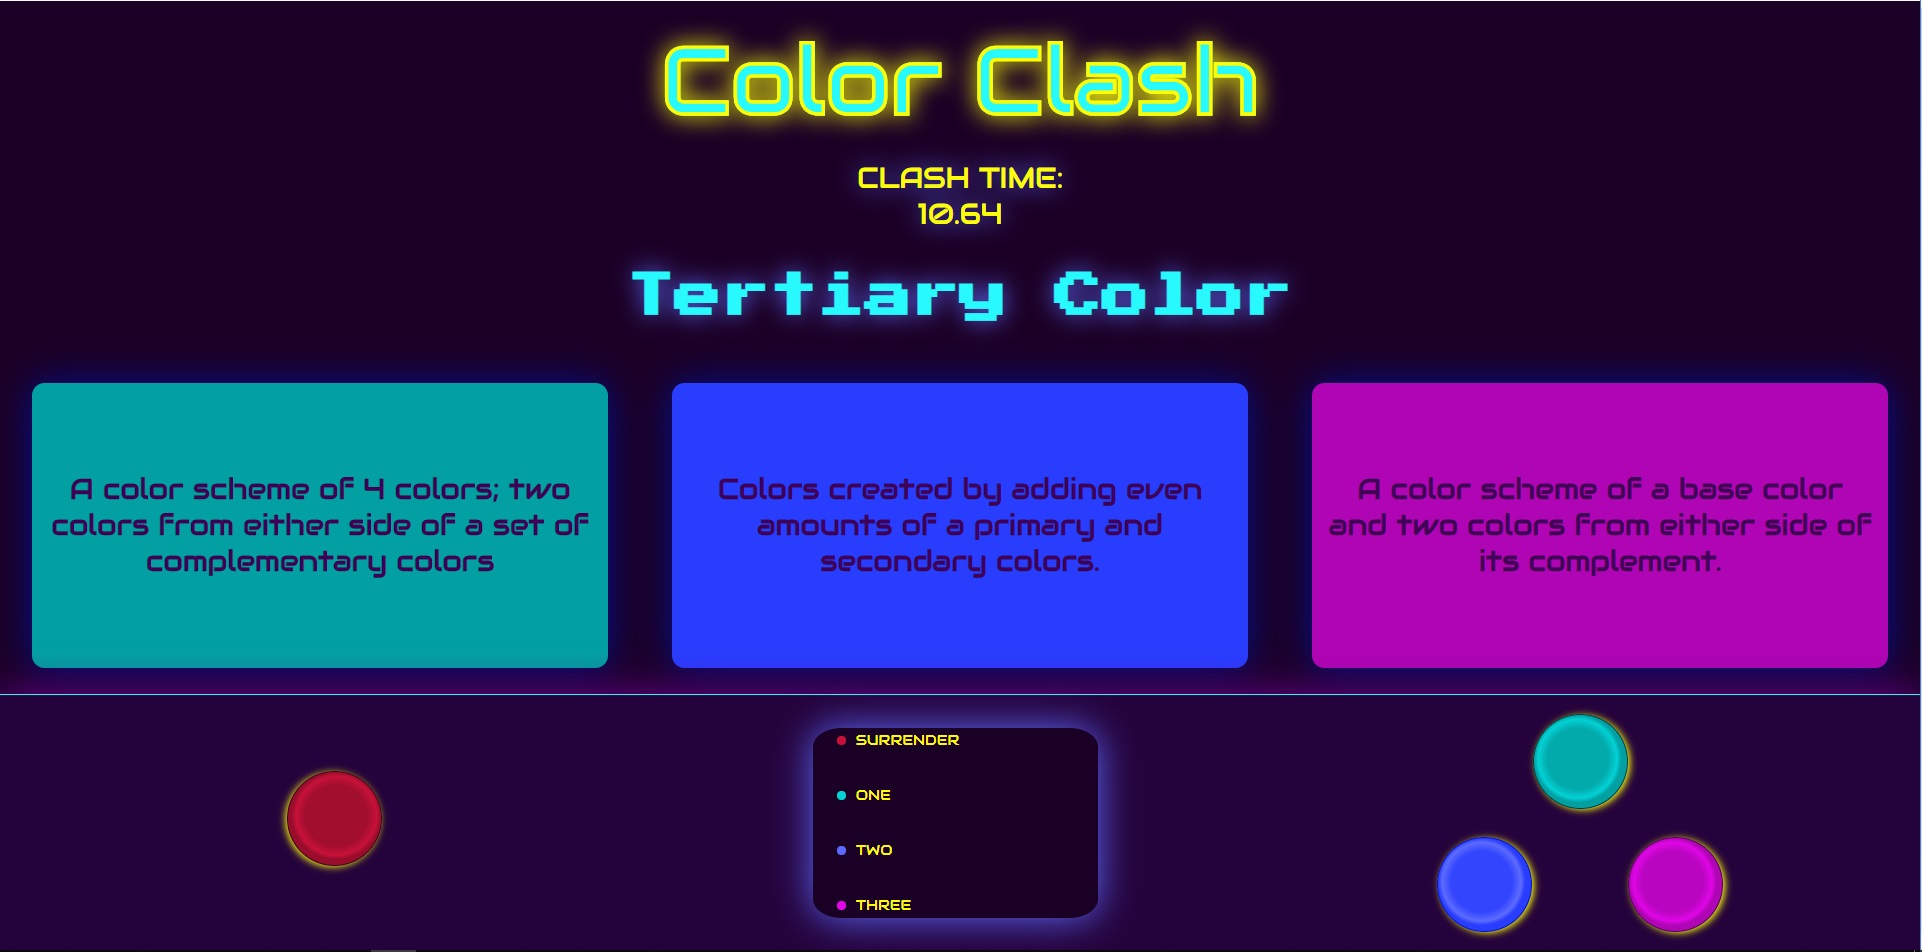 Color Clash
CLASH TIME:
10.64
Tertiary Color
A color scheme of 4 colors; two
colors from either side of a set of
complementary colors
Colors created by adding even
amounts of a primary and
secondary colors.
A color scheme of a base color
and two colors from either side of
its complement.
SURRENDER
ONE
TWO
THREE